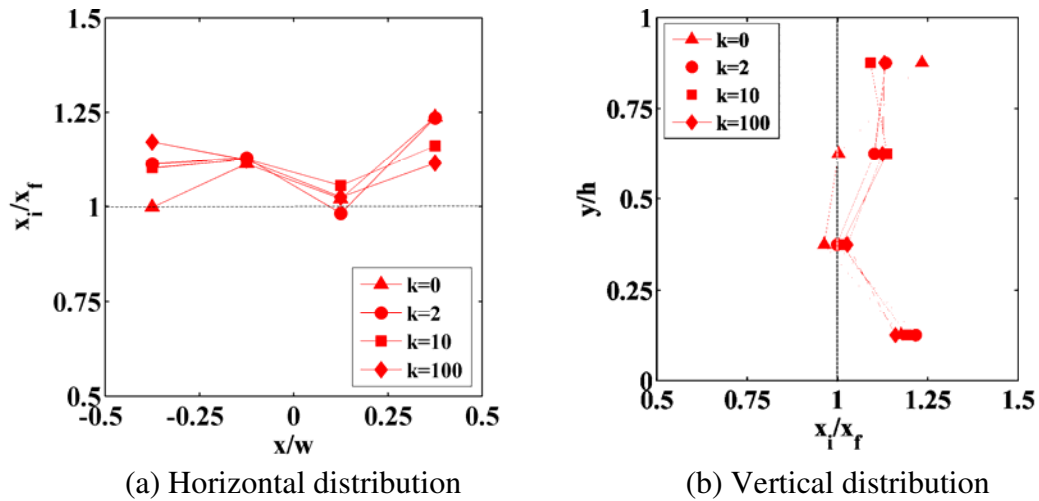 1.5
1.25
1
0.75
0.5
x_i/x_f
-0.5
-0.25
0
0.25
0.5
x/w
k=0
k=2
k=10
k=100
(a) Horizontal distribution
1
0.75
0.5
0.25
0
y/h
0.5
0.75
1
1.25
1.5
x_i/x_f
k=0
k=2
k=10
k=100
(b) Vertical distribution